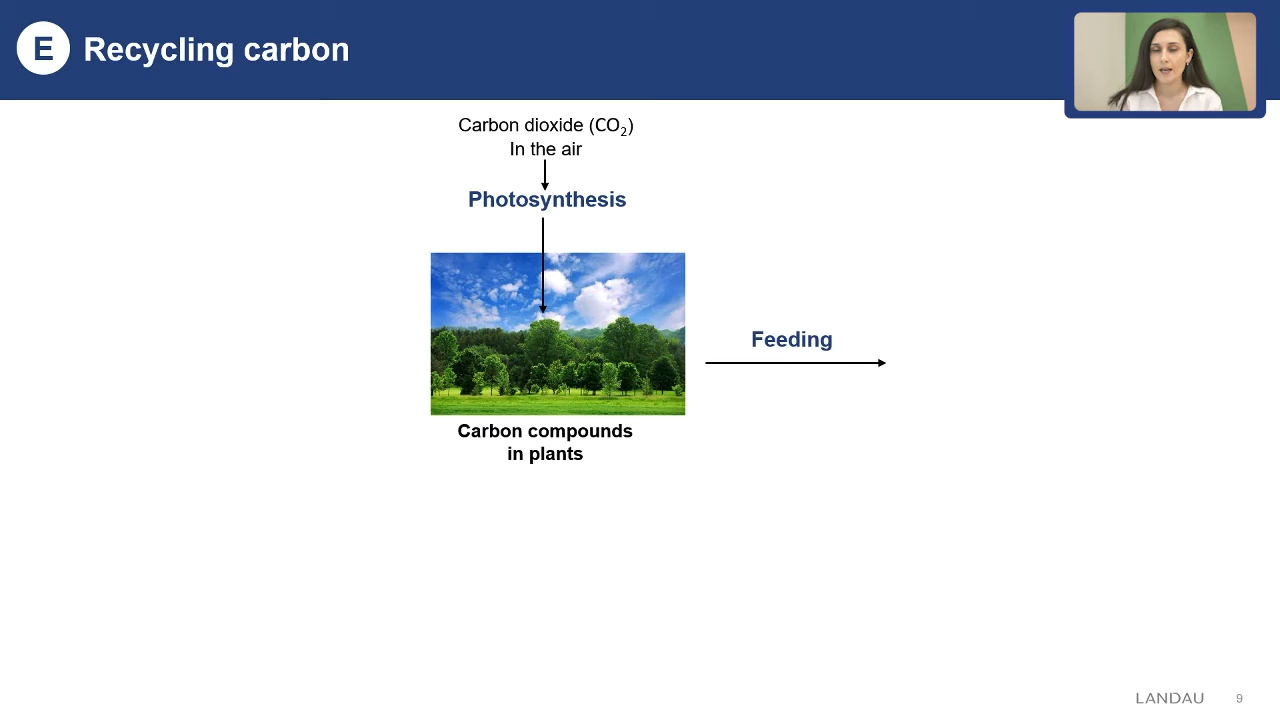 E Recycling carbon
Carbon dioxide (CO₂)
In the air
Photosynthesis
Feeding
Carbon compounds
in plants
LANDAU 9